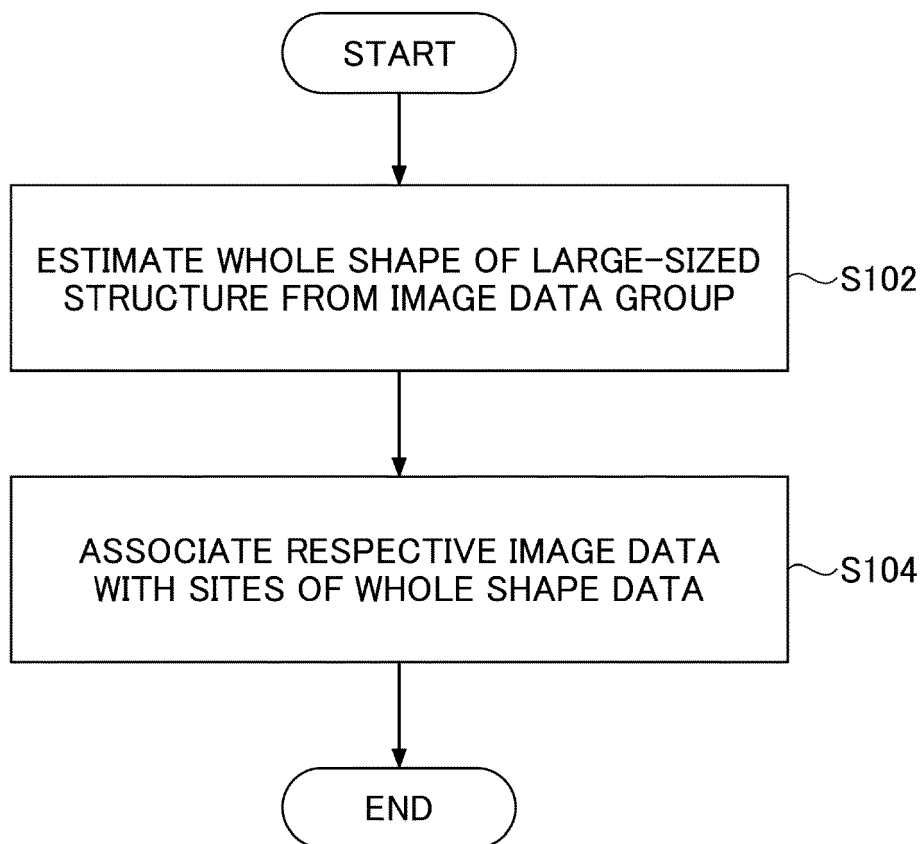 START
ESTIMATE WHOLE SHAPE OF LARGE-SIZED
STRUCTURE FROM IMAGE DATA GROUP
S102
ASSOCIATE RESPECTIVE IMAGE DATA
WITH SITES OF WHOLE SHAPE DATA
S104
END